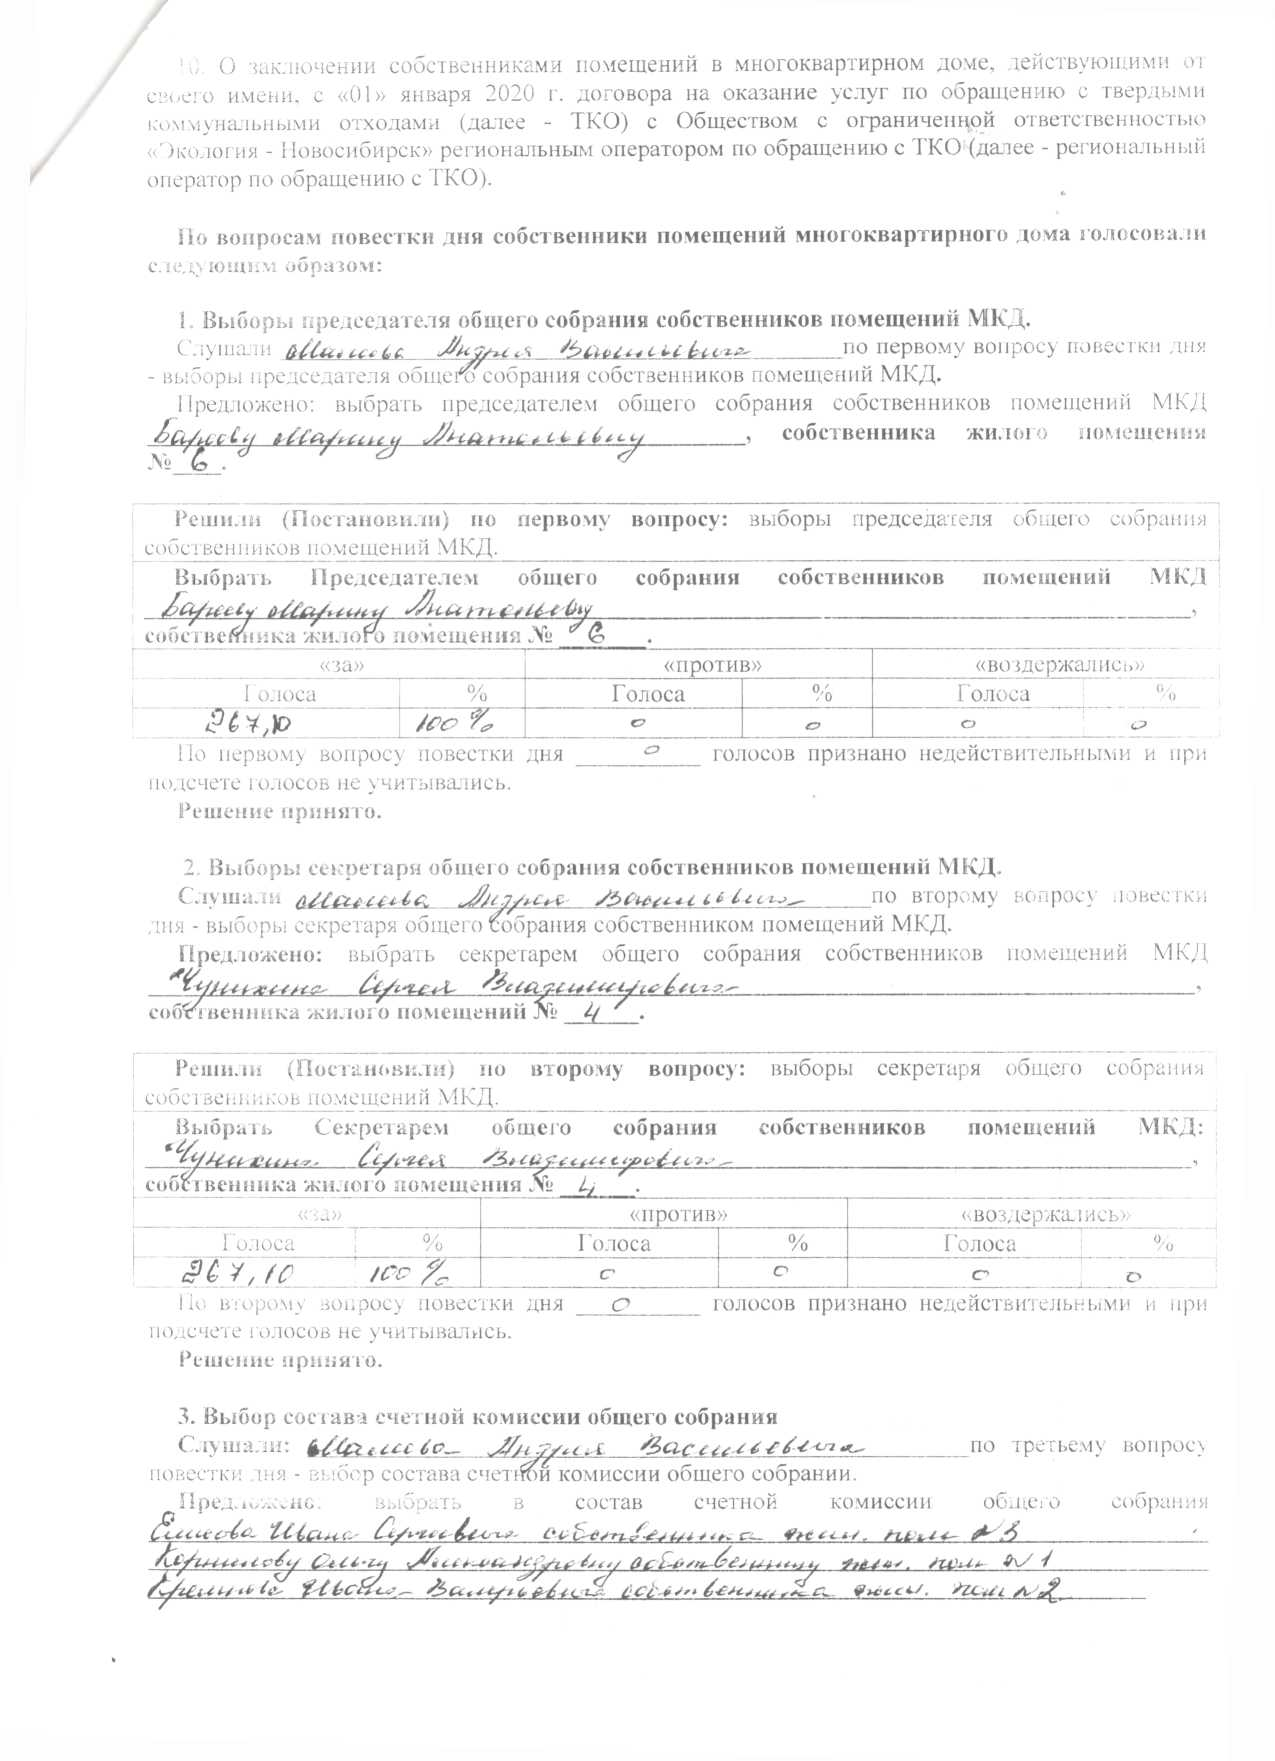 10. О заключении собственниками помещений в многоквартирном доме, действующими от
своего имени, с «01» января 2020 г. договора на оказание услуг по обращению с твердыми
коммунальными отходами (далее - ТКО) с Обществом с ограниченной ответственностью
«Экология - Новосибирск» региональным оператором по обращению с ТКО (далее - региональный
оператор по обращению с ТКО).
По вопросам повестки дня собственники помещений многоквартирного дома голосовали
следующим образом:
1. Выборы председателя общего собрания собственников помещений МКД.
Слушали Андрея Васильевича по первому вопросу повестки дня
- выборы председателя общего собрания собственников помещений МКД.
Предложено: выбрать председателем общего собрания собственников помещений МКД
Марину Анатольевну, собственника жилого помещения
№ 6.
Решили (Постановили) по первому вопросу: выборы председателя общего собрания
собственников помещений МКД.
Выбрать Председателем общего собрания собственников помещений МКД
Марину Анатольевну,
собственника жилого помещения № 6.
«за» «против» «воздержались»
Голоса % Голоса % Голоса %
267,10 100% 0 0 0 0
По первому вопросу повестки дня 0 голосов признано недействительными и при
подсчете голосов не учитывались.
Решение принято.
2. Выборы секретаря общего собрания собственников помещений МКД.
Слушали Андрея Васильевича по второму вопросу повестки
дня - выборы секретаря общего собрания собственником помещений МКД.
Предложено: выбрать секретарем общего собрания собственников помещений МКД
Чунихина Сергея Владимировича,
собственника жилого помещений № 4.
Решили (Постановили) по второму вопросу: выборы секретаря общего собрания
собственников помещений МКД.
Выбрать Секретарем общего собрания собственников помещений МКД:
Чунихина Сергея Владимировича,
собственника жилого помещения № 4.
«за» «против» «воздержались»
Голоса % Голоса % Голоса %
267,10 100% 0 0 0 0
По второму вопросу повестки дня 0 голосов признано недействительными и при
подсчете голосов не учитывались.
Решение принято.
3. Выбор состава счетной комиссии общего собрания
Слушали: Андрея Васильевича по третьему вопросу
повестки дня - выбор состава счетной комиссии общего собрании.
Предложено: выбрать в состав счетной комиссии общего собрания
Ивана Сергеевича собственника жил. пом №3
Корнилову Ольгу Александровну собственницу жил. пом №1
Ивана Валерьевича собственника жил. пом №2